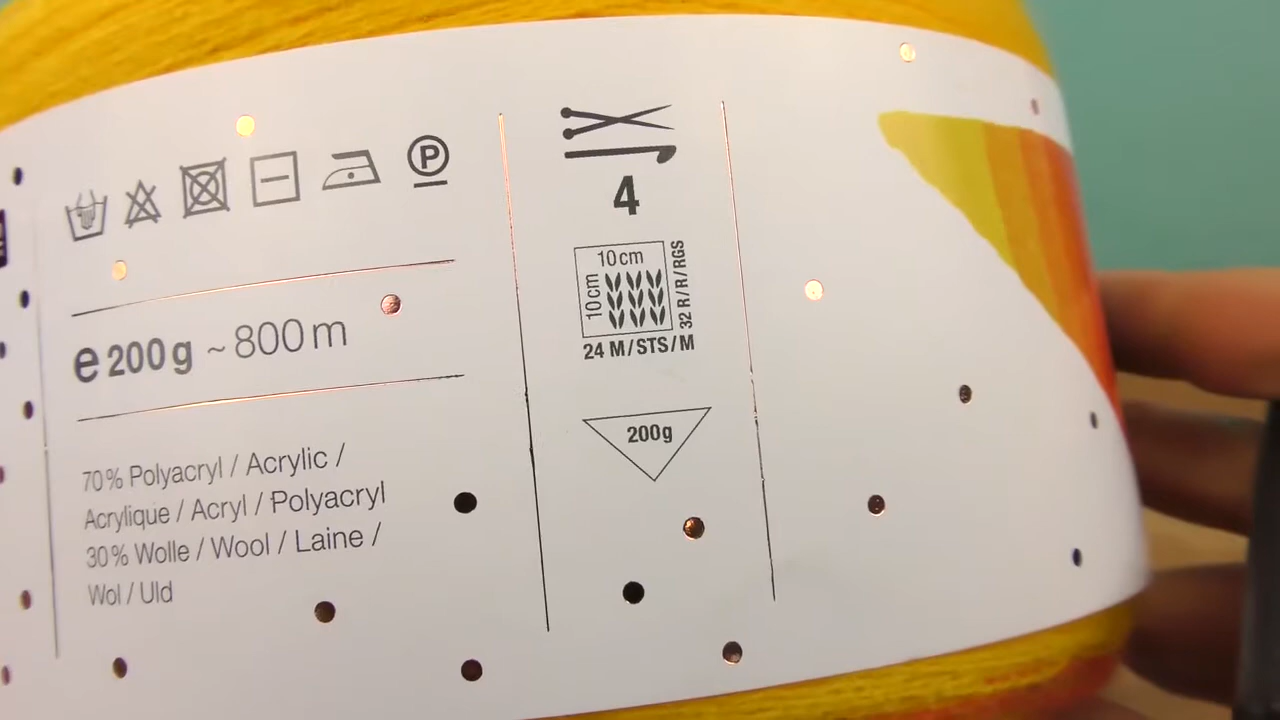 P
e 200g ~ 800m
70% Polyacryl / Acrylic /
Acrylique / Acryl / Polyacryl
30% Wolle / Wool / Laine /
Wol / Uld
4
10cm
10cm
32 R/R/RGS
24 M/STS/M
200g